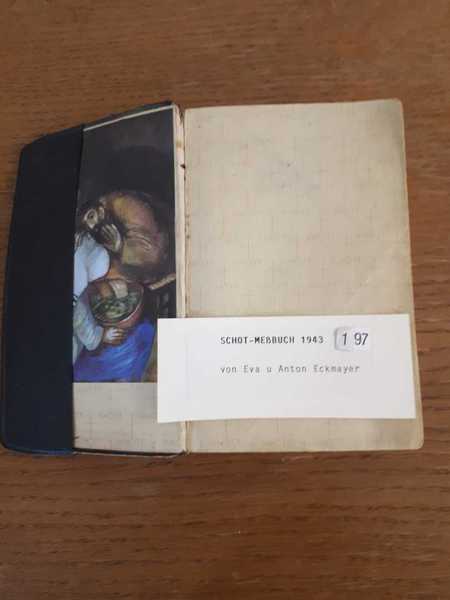 SCHOT-MEßBUCH 1943 1 97
von Eva u Anton Eckmayer